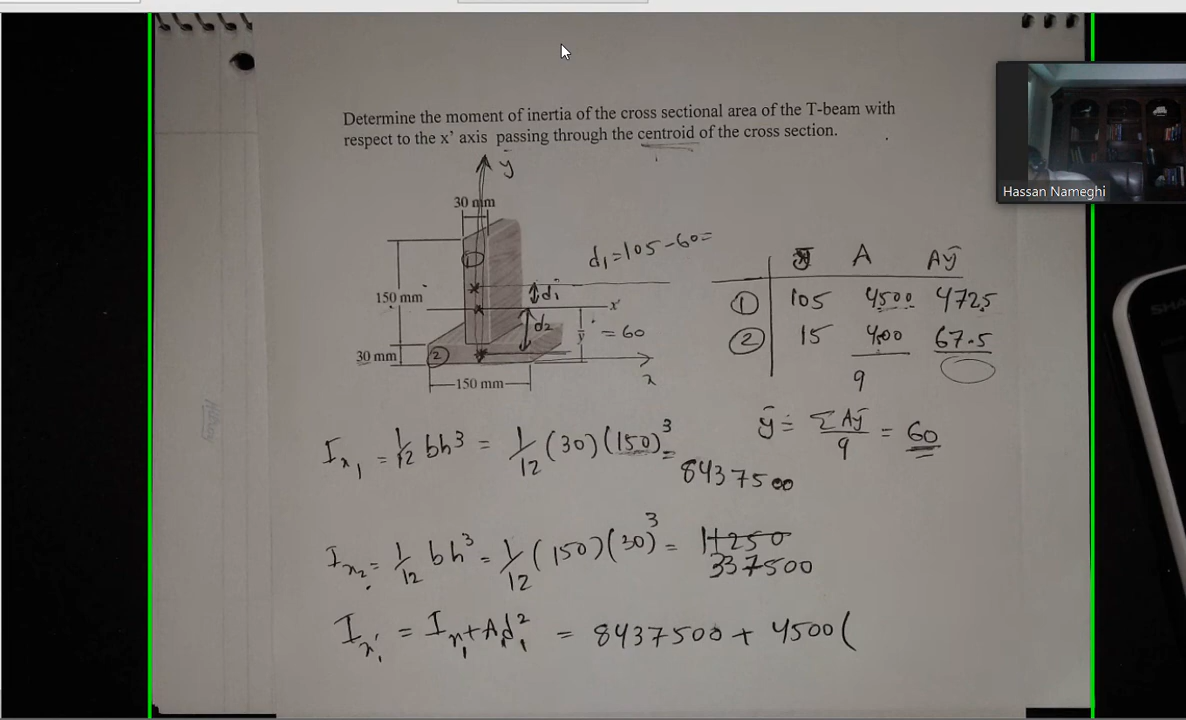 Determine the moment of inertia of the cross sectional area of the T-beam with
respect to the x' axis passing through the centroid of the cross section.
Hassan Nameghi
ȳ
30 mm
①
150 mm
d₁
x'
d₂
ȳ = 60
30 mm
②
150 mm
x
d₁=105-60=
A Aȳ
① 105 4500 4725
② 15 67.5
9
ȳ = ΣAȳ/9 = 60
Ix₁ = 1/12 bh³ = 1/12 (30)(150)³ =
8437500
Ix₂ = 1/12 bh³ = 1/12 (150)(30)³ = 11250
337500
Ix'₁ = Ix₁ + A₁d₁² = 8437500 + 4500(
SHA